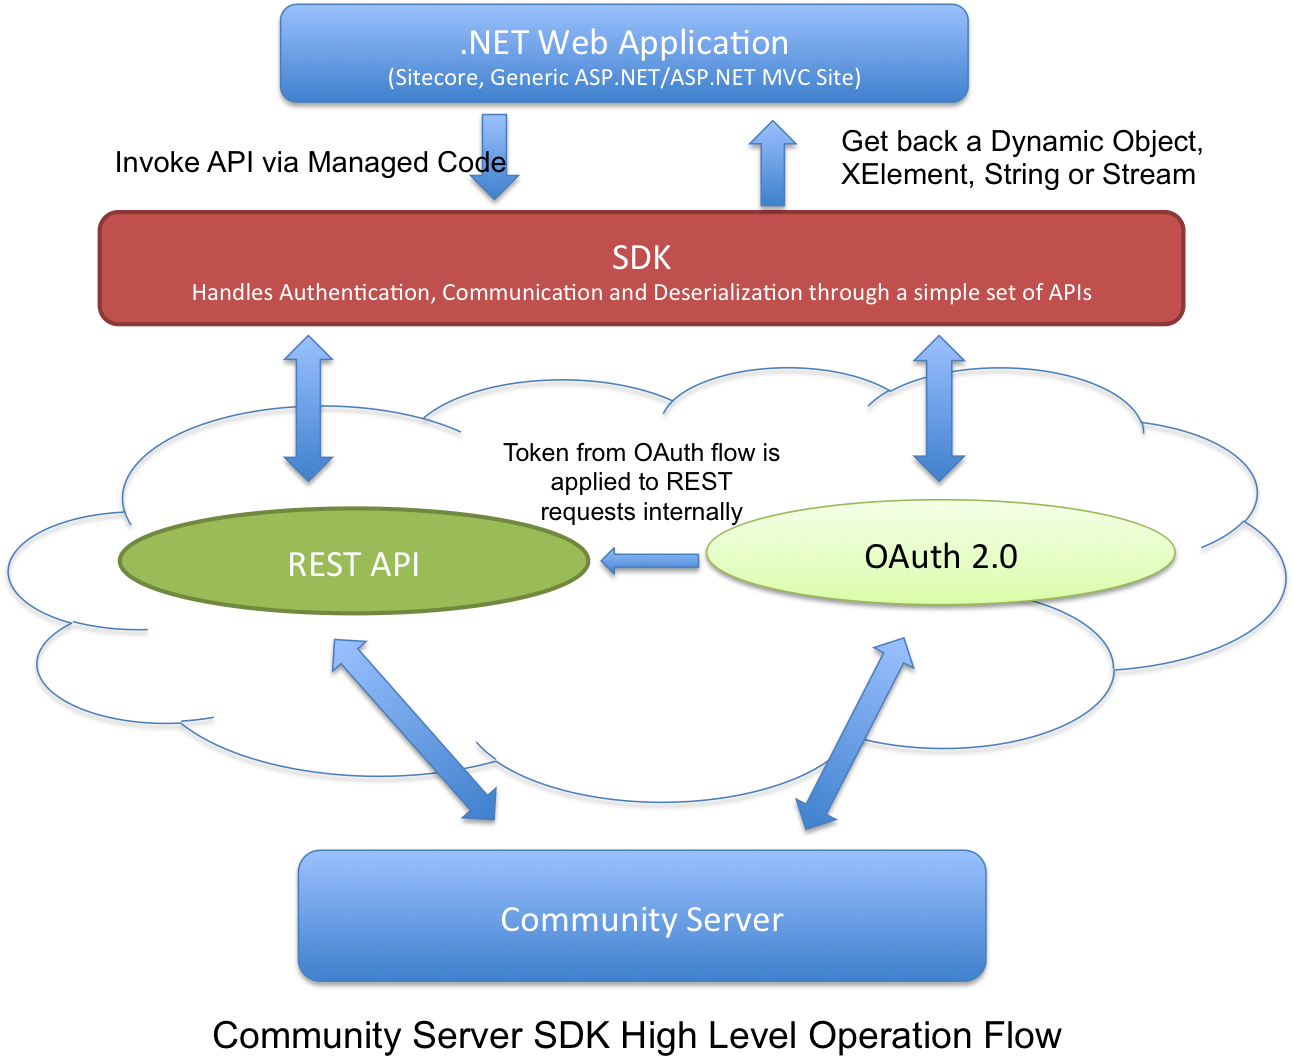 .NET Web Application
(Sitecore, Generic ASP.NET/ASP.NET MVC Site)
Invoke API via Managed Code
Get back a Dynamic Object,
XElement, String or Stream
SDK
Handles Authentication, Communication and Deserialization through a simple set of APIs
Token from OAuth flow is
applied to REST
requests internally
REST API
OAuth 2.0
Community Server
Community Server SDK High Level Operation Flow